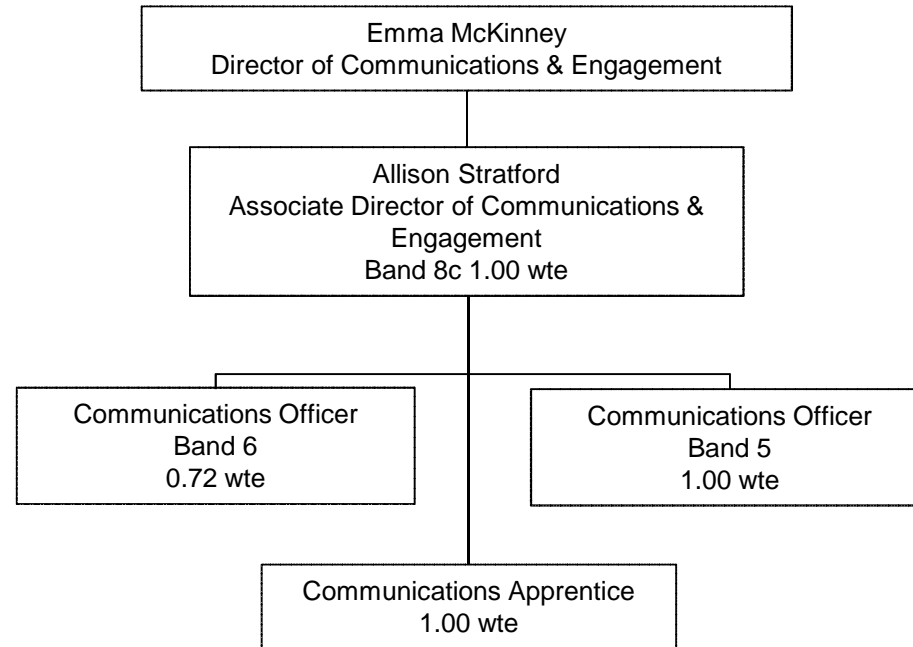 Emma McKinney
Director of Communications & Engagement
Allison Stratford
Associate Director of Communications &
Engagement
Band 8c 1.00 wte
Communications Officer
Band 6
0.72 wte
Communications Officer
Band 5
1.00 wte
Communications Apprentice
1.00 wte